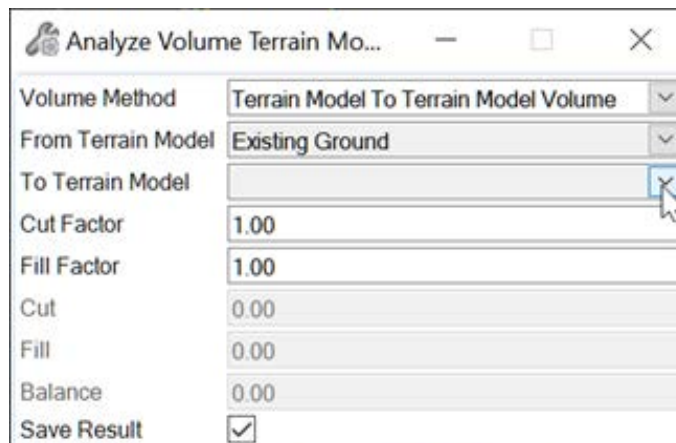 Analyze Volume Terrain Mo...
Volume Method Terrain Model To Terrain Model Volume
From Terrain Model Existing Ground
To Terrain Model
Cut Factor 1.00
Fill Factor 1.00
Cut 0.00
Fill 0.00
Balance 0.00
Save Result